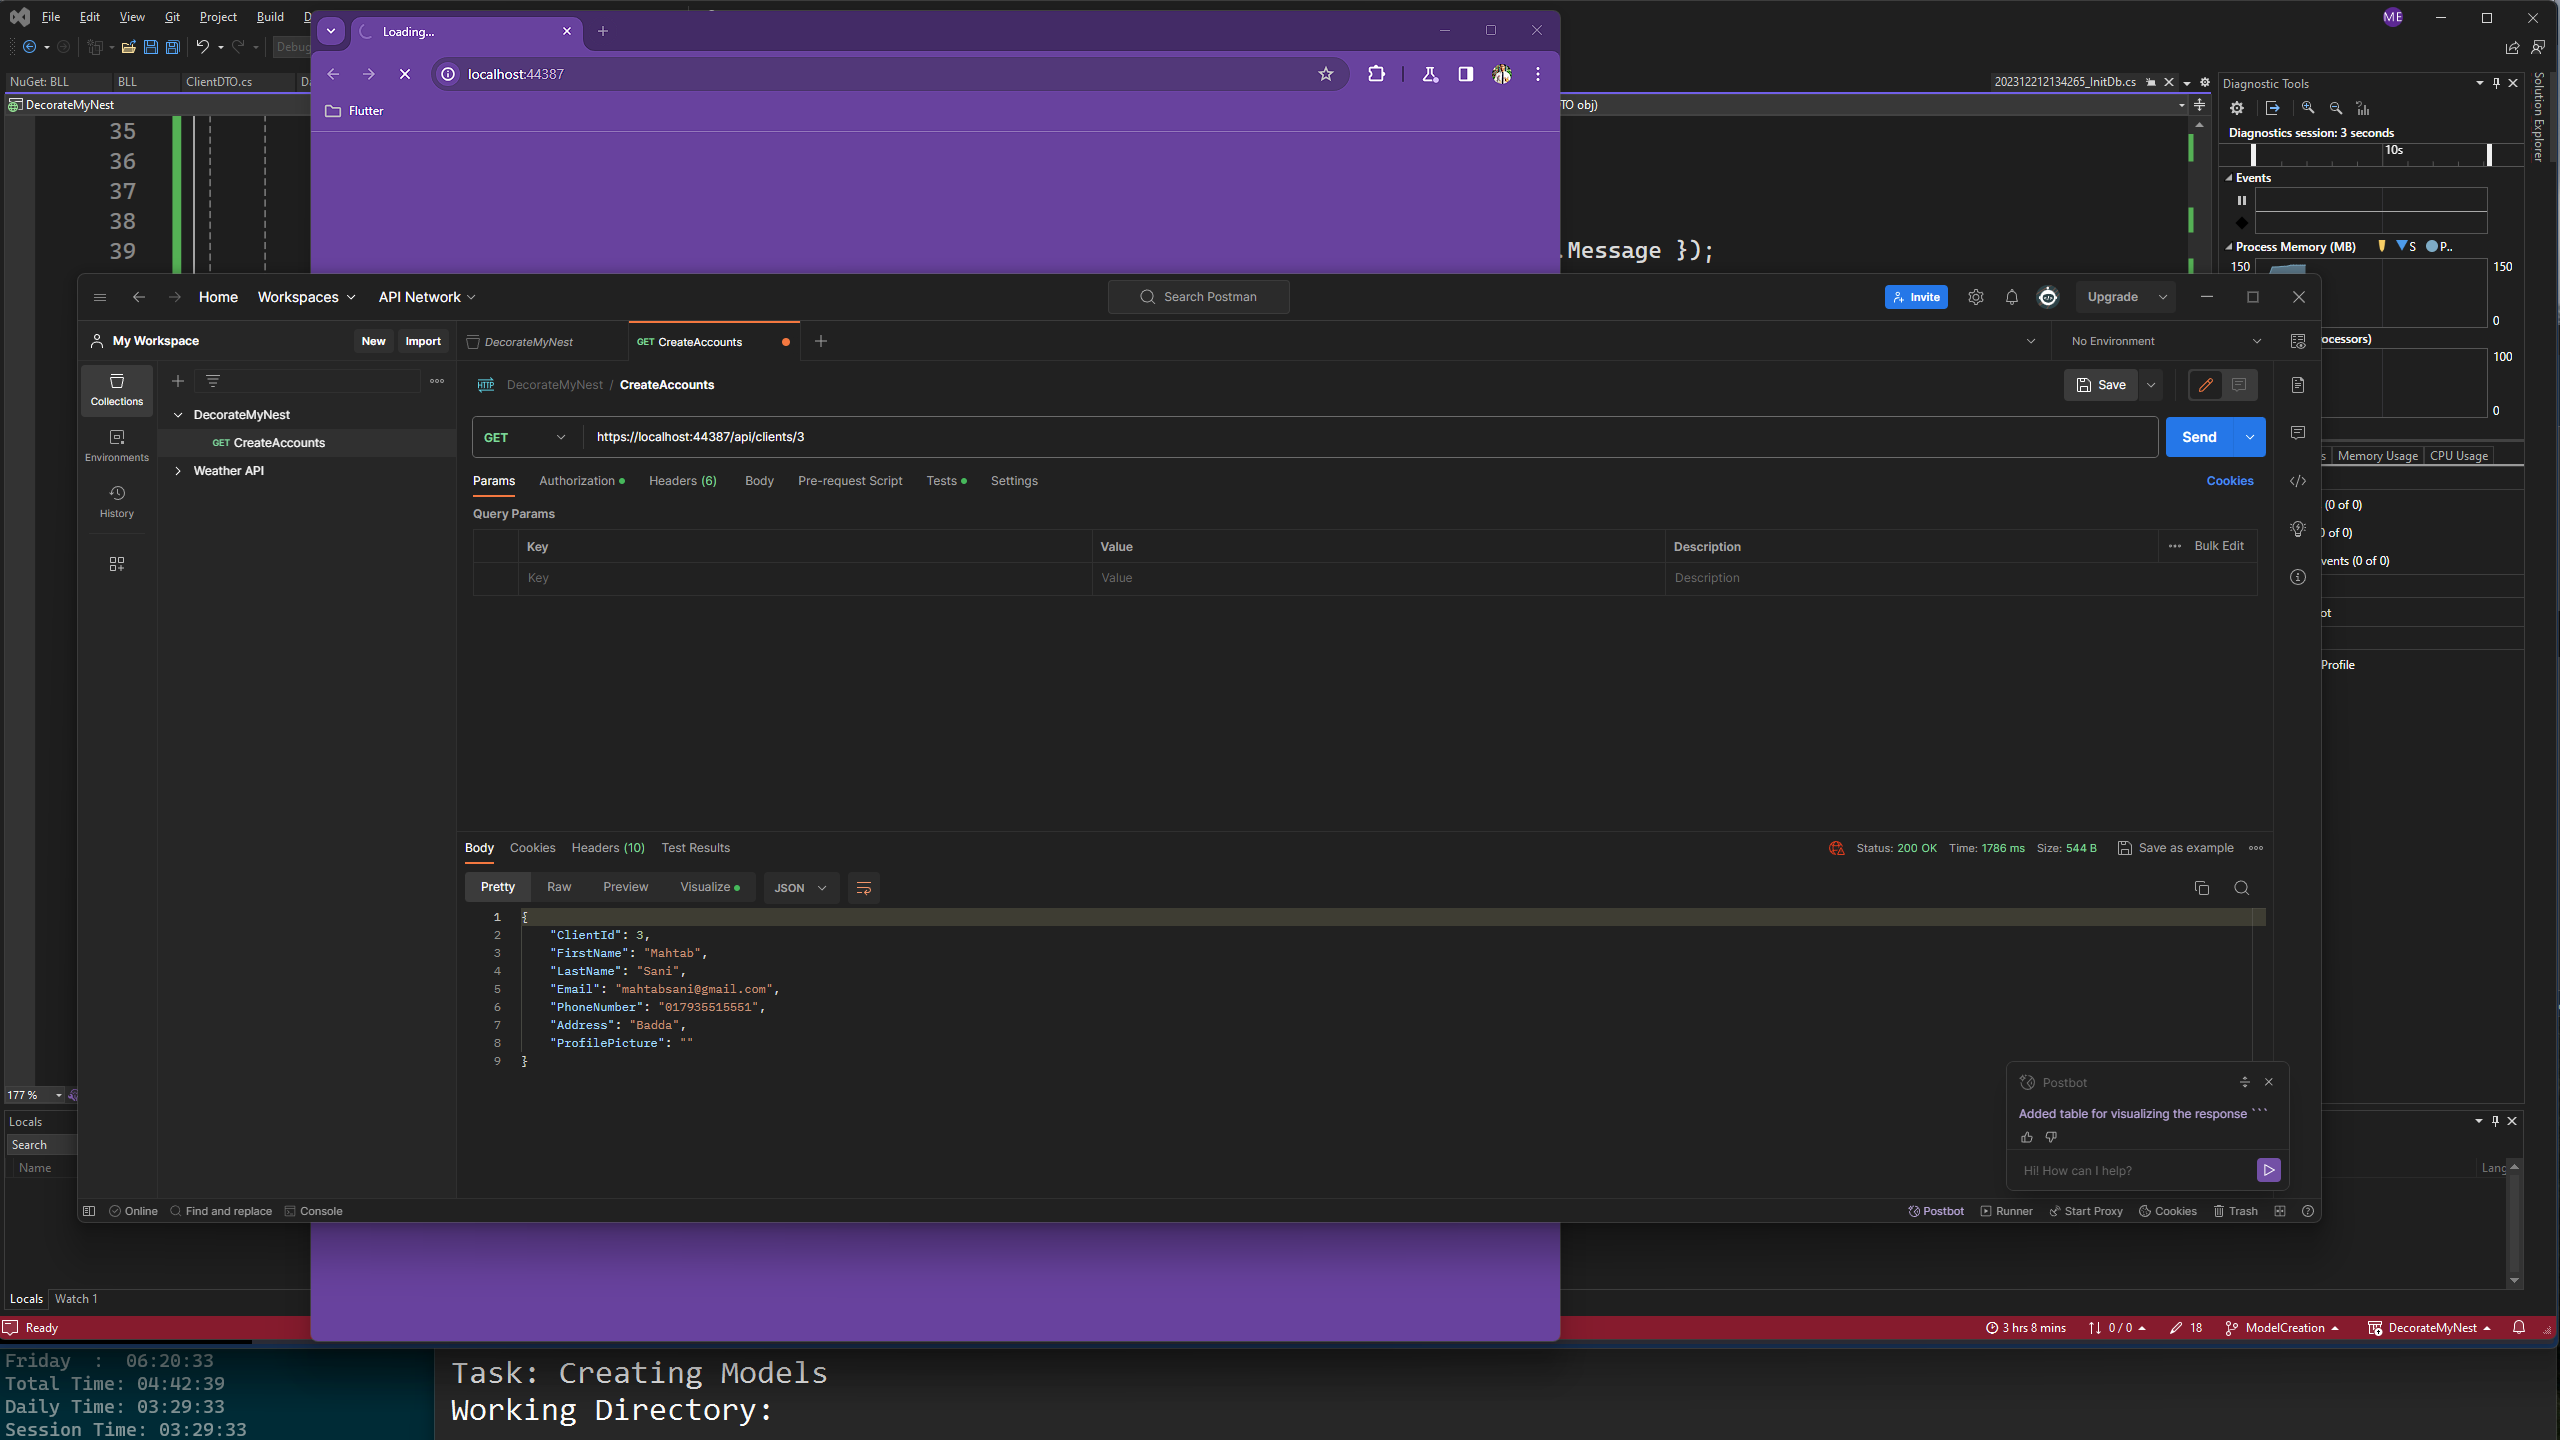 File Edit View Git Project Build
ME
Loading...
Debug
NuGet: BLL BLL ClientDTO.cs
localhost:44387
202312212134265_InitDb.cs
Diagnostic Tools
Solution Explorer
DecorateMyNest
Flutter
TO obj)
Diagnostics session: 3 seconds
10s
35
36
37
38
39
Events
.Message });
Process Memory (MB) S P..
150 150
0
Home Workspaces API Network
Search Postman
Invite
Upgrade
My Workspace New Import
DecorateMyNest
GET CreateAccounts
No Environment
ocessors)
100
0
Collections
Environments
History
DecorateMyNest
GET CreateAccounts
Weather API
HTTP DecorateMyNest / CreateAccounts
Save
GET https://localhost:44387/api/clients/3
Send
Params Authorization Headers (6) Body Pre-request Script Tests Settings
Cookies
Query Params
Key Value Description Bulk Edit
Key Value Description
s Memory Usage CPU Usage
(0 of 0)
0 of 0)
vents (0 of 0)
ot
Profile
Body Cookies Headers (10) Test Results
Status: 200 OK Time: 1786 ms Size: 544 B Save as example
Pretty Raw Preview Visualize JSON
1 {
2 "ClientId": 3,
3 "FirstName": "Mahtab",
4 "LastName": "Sani",
5 "Email": "mahtabsani@gmail.com",
6 "PhoneNumber": "017935515551",
7 "Address": "Badda",
8 "ProfilePicture": ""
9 }
Postbot
Added table for visualizing the response ```
Hi! How can I help?
177 %
Locals
Search
Name
Lang
Online Find and replace Console
Postbot Runner Start Proxy Cookies Trash
Locals Watch 1
Ready
3 hrs 8 mins 0 / 0 18 ModelCreation DecorateMyNest
Friday : 06:20:33
Total Time: 04:42:39
Daily Time: 03:29:33
Session Time: 03:29:33
Task: Creating Models
Working Directory: